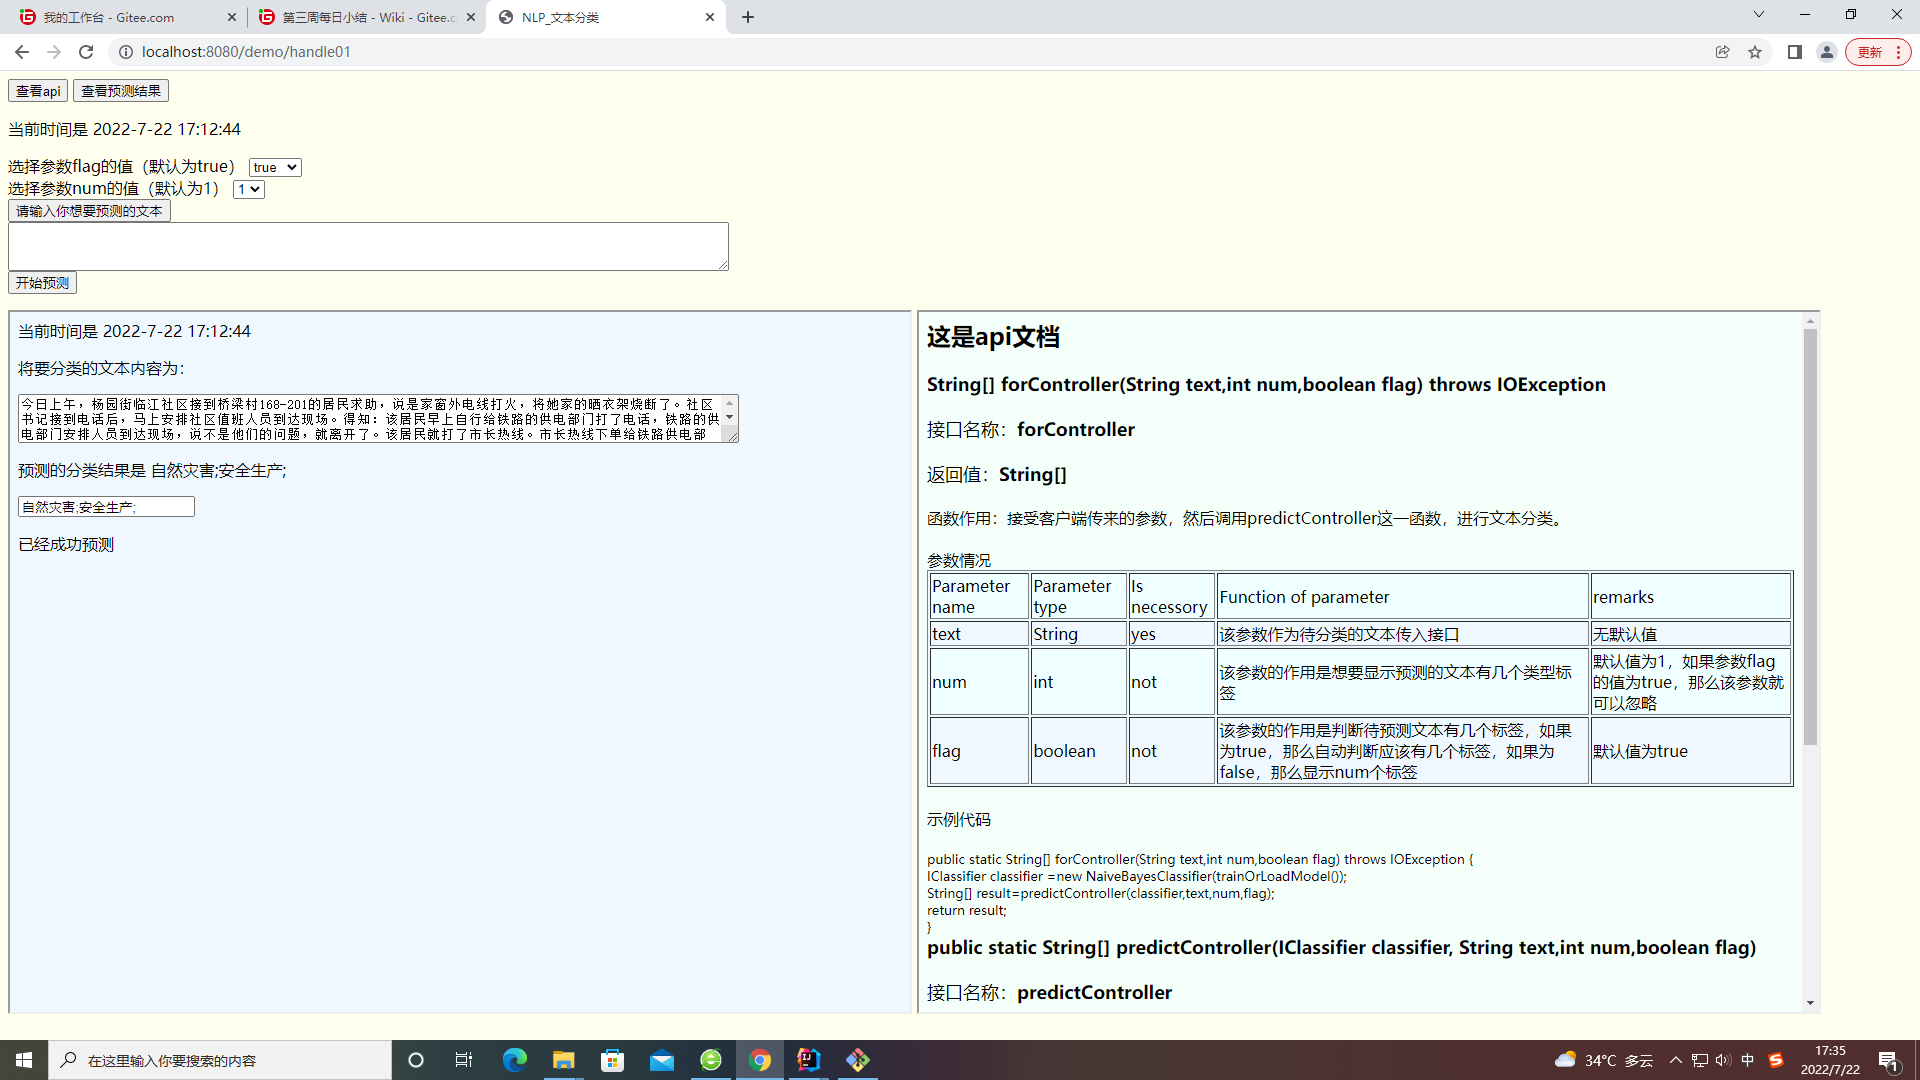 我的工作台 - Gitee.com
第三周每日小结 - Wiki - Gitee.c
NLP_文本分类
localhost:8080/demo/handle01
更新
查看api 查看预测结果
当前时间是 2022-7-22 17:12:44
选择参数flag的值（默认为true） true
选择参数num的值（默认为1） 1
请输入你想要预测的文本
开始预测
当前时间是 2022-7-22 17:12:44
将要分类的文本内容为：
今日上午，杨园街临江社区接到桥梁村168-201的居民求助，说是家窗外电线打火，将她家的晒衣架烧断了。社区
书记接到电话后，马上安排社区值班人员到达现场。得知：该居民早上自行给铁路的供电部门打了电话，铁路的供
电部门安排人员到达现场，说不是他们的问题，就离开了。该居民就打了市长热线。市长热线下单给铁路供电部
预测的分类结果是 自然灾害;安全生产;
自然灾害;安全生产;
已经成功预测
这是api文档
String[] forController(String text,int num,boolean flag) throws IOException
接口名称：forController
返回值：String[]
函数作用：接受客户端传来的参数，然后调用predictController这一函数，进行文本分类。
参数情况
Parameter name Parameter type Is necessary Function of parameter remarks
text String yes 该参数作为待分类的文本传入接口 无默认值
num int not 该参数的作用是想要显示预测的文本有几个类型标签 默认值为1，如果参数flag的值为true，那么该参数就可以忽略
flag boolean not 该参数的作用是判断待预测文本有几个标签，如果为true，那么自动判断应该有几个标签，如果为false，那么显示num个标签 默认值为true
示例代码
public static String[] forController(String text,int num,boolean flag) throws IOException {
IClassifier classifier =new NaiveBayesClassifier(trainOrLoadModel());
String[] result=predictController(classifier,text,num,flag);
return result;
}
public static String[] predictController(IClassifier classifier, String text,int num,boolean flag)
接口名称：predictController
在这里输入你要搜索的内容
34°C 多云
中
17:35
2022/7/22
1